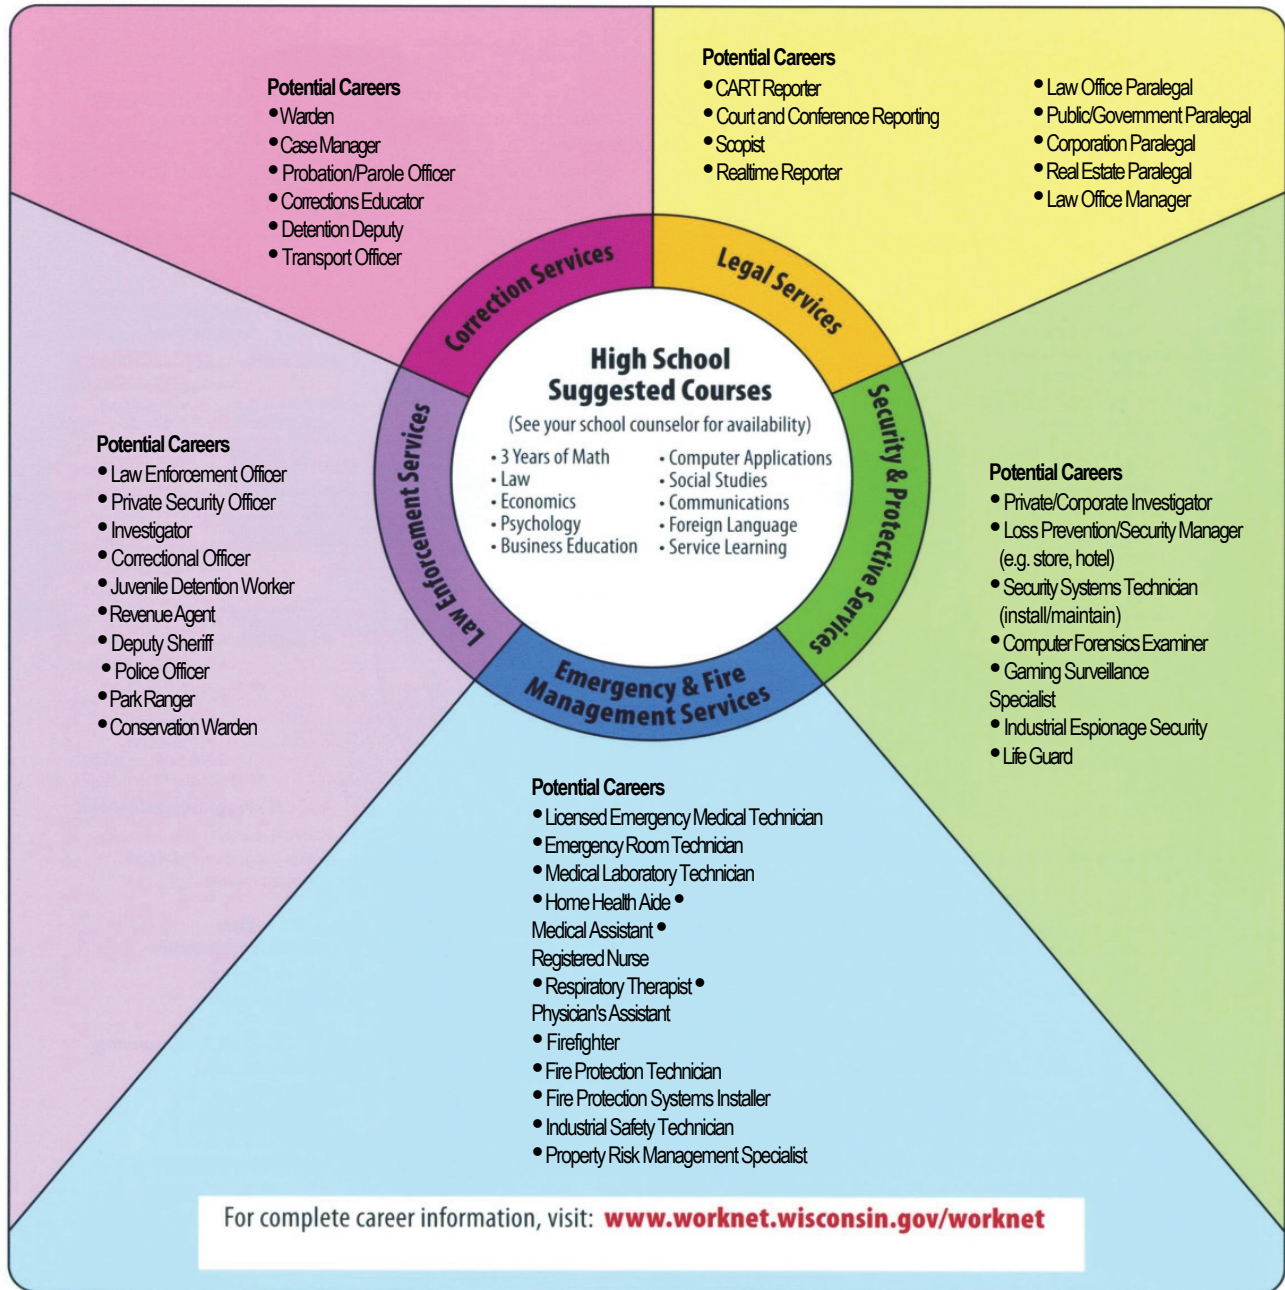 Potential Careers
• Warden
• Case Manager
• Probation/Parole Officer
• Corrections Educator
• Detention Deputy
• Transport Officer
Potential Careers
• CART Reporter
• Court and Conference Reporting
• Scopist
• Realtime Reporter
• Law Office Paralegal
• Public/Government Paralegal
• Corporation Paralegal
• Real Estate Paralegal
• Law Office Manager
Correction Services
Legal Services
Security & Protective Services
Emergency & Fire
Management Services
Law Enforcement Services
High School
Suggested Courses
(See your school counselor for availability)
• 3 Years of Math
• Law
• Economics
• Psychology
• Business Education
• Computer Applications
• Social Studies
• Communications
• Foreign Language
• Service Learning
Potential Careers
• Law Enforcement Officer
• Private Security Officer
• Investigator
• Correctional Officer
• Juvenile Detention Worker
• Revenue Agent
• Deputy Sheriff
• Police Officer
• Park Ranger
• Conservation Warden
Potential Careers
• Private/Corporate Investigator
• Loss Prevention/Security Manager
(e.g. store, hotel)
• Security Systems Technician
(install/maintain)
• Computer Forensics Examiner
• Gaming Surveillance
Specialist
• Industrial Espionage Security
• Life Guard
Potential Careers
• Licensed Emergency Medical Technician
• Emergency Room Technician
• Medical Laboratory Technician
• Home Health Aide •
Medical Assistant •
Registered Nurse
• Respiratory Therapist •
Physician's Assistant
• Firefighter
• Fire Protection Technician
• Fire Protection Systems Installer
• Industrial Safety Technician
• Property Risk Management Specialist
For complete career information, visit: www.worknet.wisconsin.gov/worknet